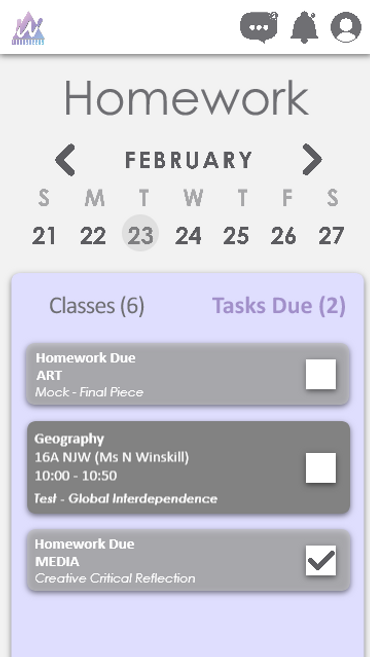 Homework
FEBRUARY
S M T W T F S
21 22 23 24 25 26 27
Classes (6) Tasks Due (2)
Homework Due
ART
Mock - Final Piece
Geography
16A NJW (Ms N Winskill)
10:00 - 10:50
Test - Global Interdependence
Homework Due
MEDIA
Creative Critical Reflection